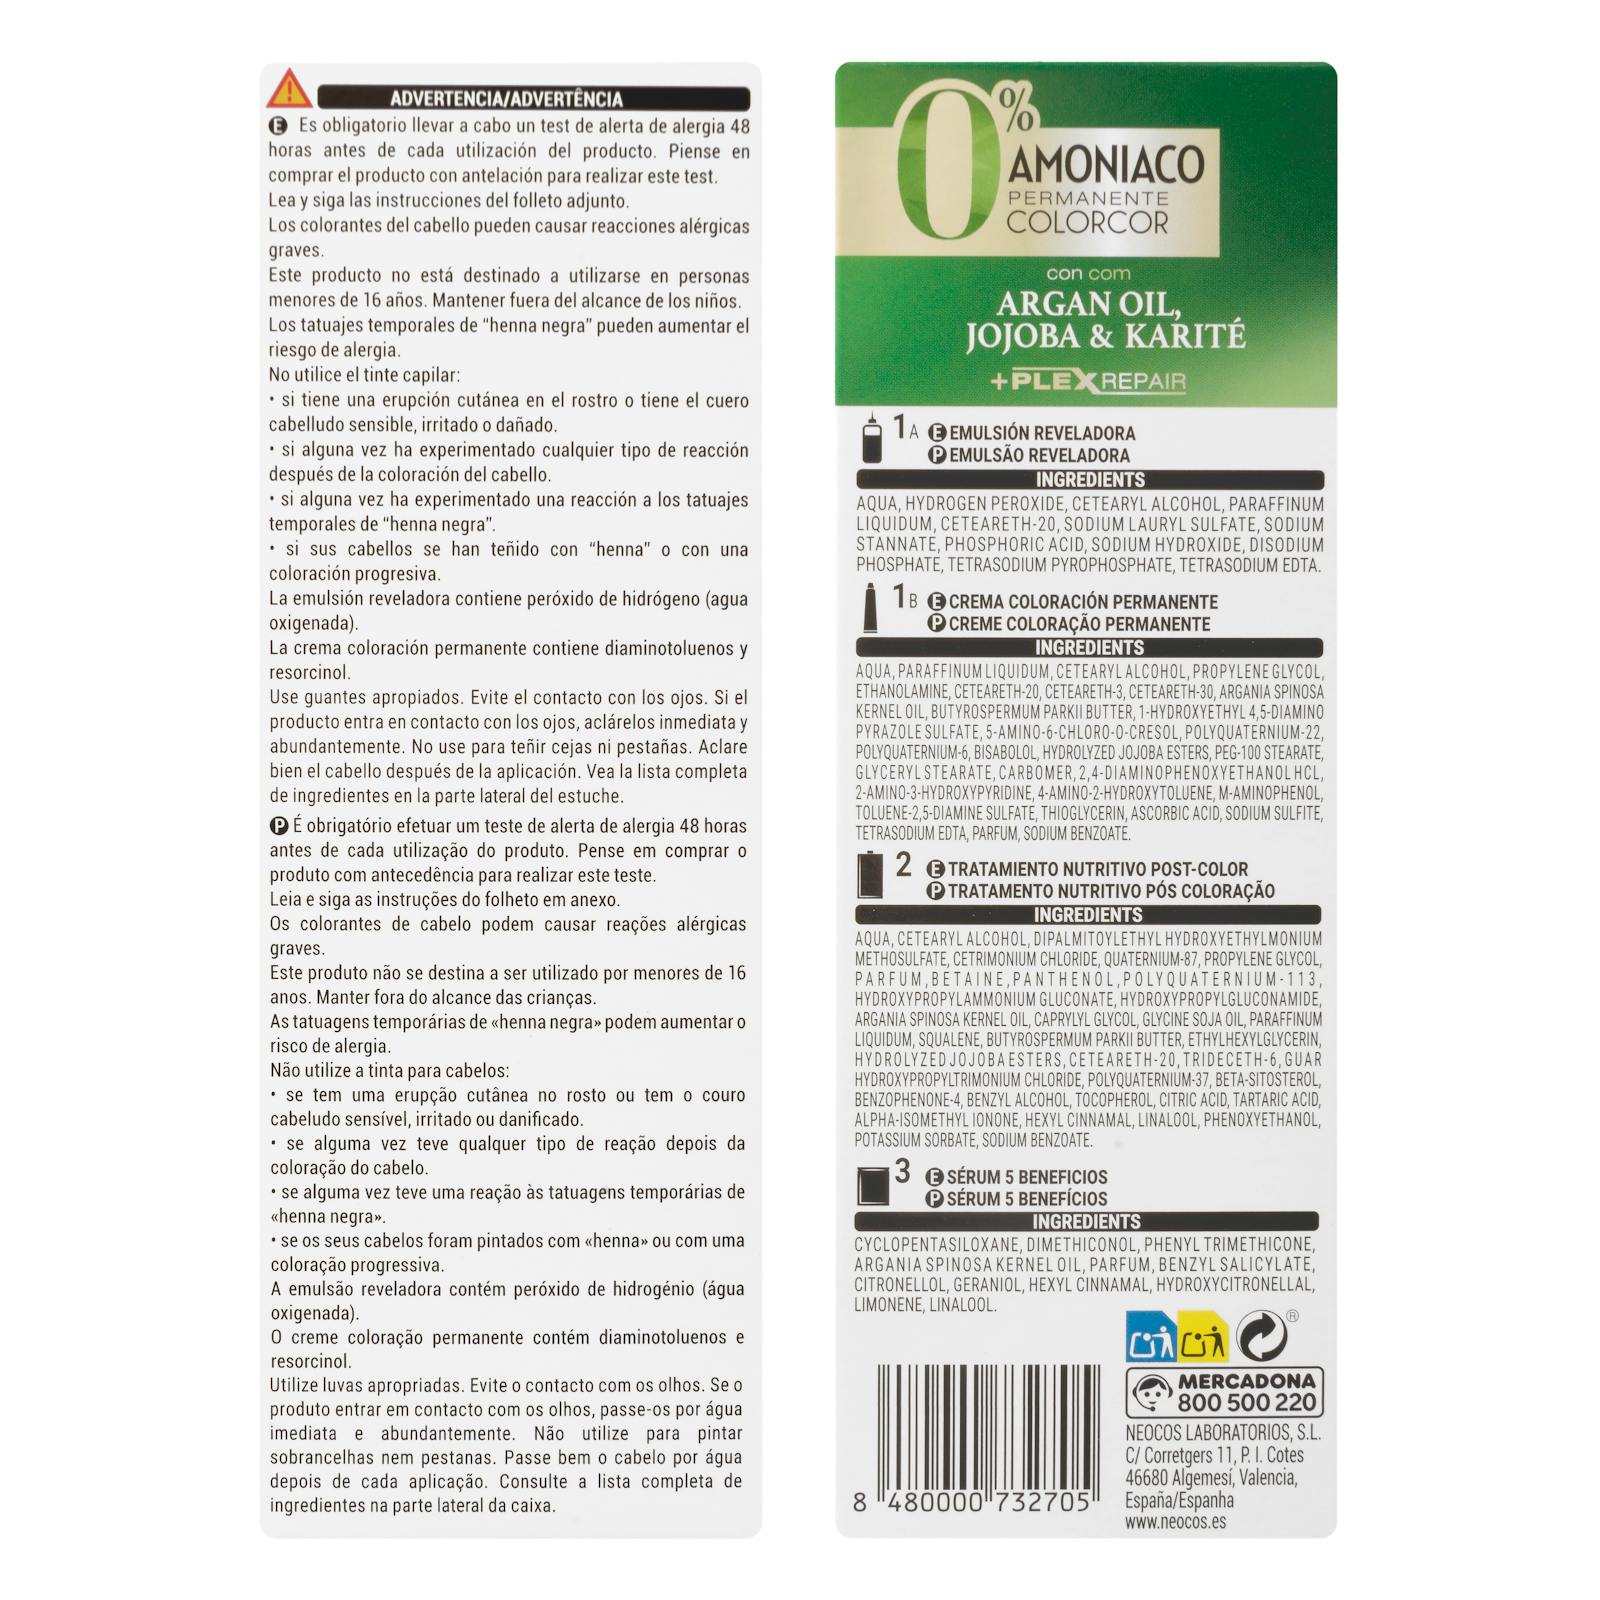 ADVERTENCIA/ADVERTÊNCIA
E Es obligatorio llevar a cabo un test de alerta de alergia 48
horas antes de cada utilización del producto. Piense en
comprar el producto con antelación para realizar este test.
Lea y siga las instrucciones del folleto adjunto.
Los colorantes del cabello pueden causar reacciones alérgicas
graves.
Este producto no está destinado a utilizarse en personas
menores de 16 años. Mantener fuera del alcance de los niños.
Los tatuajes temporales de “henna negra” pueden aumentar el
riesgo de alergia.
No utilice el tinte capilar:
• si tiene una erupción cutánea en el rostro o tiene el cuero
cabelludo sensible, irritado o dañado.
• si alguna vez ha experimentado cualquier tipo de reacción
después de la coloración del cabello.
• si alguna vez ha experimentado una reacción a los tatuajes
temporales de “henna negra”.
• si sus cabellos se han teñido con “henna” o con una
coloración progresiva.
La emulsión reveladora contiene peróxido de hidrógeno (agua
oxigenada).
La crema coloración permanente contiene diaminotoluenos y
resorcinol.
Use guantes apropiados. Evite el contacto con los ojos. Si el
producto entra en contacto con los ojos, aclárelos inmediata y
abundantemente. No use para teñir cejas ni pestañas. Aclare
bien el cabello después de la aplicación. Vea la lista completa
de ingredientes en la parte lateral del estuche.
P É obrigatório efetuar um teste de alerta de alergia 48 horas
antes de cada utilização do produto. Pense em comprar o
produto com antecedência para realizar este teste.
Leia e siga as instruções do folheto em anexo.
Os colorantes de cabelo podem causar reações alérgicas
graves.
Este produto não se destina a ser utilizado por menores de 16
anos. Manter fora do alcance das crianças.
As tatuagens temporárias de «henna negra» podem aumentar o
risco de alergia.
Não utilize a tinta para cabelos:
• se tem uma erupção cutânea no rosto ou tem o couro
cabeludo sensível, irritado ou danificado.
• se alguma vez teve qualquer tipo de reação depois da
coloração do cabelo.
• se alguma vez teve uma reação às tatuagens temporárias de
«henna negra».
• se os seus cabelos foram pintados com «henna» ou com uma
coloração progressiva.
A emulsão reveladora contém peróxido de hidrogénio (água
oxigenada).
O creme coloração permanente contém diaminotoluenos e
resorcinol.
Utilize luvas apropriadas. Evite o contacto com os olhos. Se o
produto entrar em contacto com os olhos, passe-os por água
imediata e abundantemente. Não utilize para pintar
sobrancelhas nem pestanas. Passe bem o cabelo por água
depois de cada aplicação. Consulte a lista completa de
ingredientes na parte lateral da caixa.
0%
AMONIACO
PERMANENTE
COLORCOR
con com
ARGAN OIL,
JOJOBA & KARITÉ
+PLEXREPAIR
1A E EMULSIÓN REVELADORA
P EMULSÃO REVELADORA
INGREDIENTS
AQUA, HYDROGEN PEROXIDE, CETEARYL ALCOHOL, PARAFFINUM
LIQUIDUM, CETEARETH-20, SODIUM LAURYL SULFATE, SODIUM
STANNATE, PHOSPHORIC ACID, SODIUM HYDROXIDE, DISODIUM
PHOSPHATE, TETRASODIUM PYROPHOSPHATE, TETRASODIUM EDTA.
1B E CREMA COLORACIÓN PERMANENTE
P CREME COLORAÇÃO PERMANENTE
INGREDIENTS
AQUA, PARAFFINUM LIQUIDUM, CETEARYL ALCOHOL, PROPYLENE GLYCOL,
ETHANOLAMINE, CETEARETH-20, CETEARETH-3, CETEARETH-30, ARGANIA SPINOSA
KERNEL OIL, BUTYROSPERMUM PARKII BUTTER, 1-HYDROXYETHYL 4,5-DIAMINO
PYRAZOLE SULFATE, 5-AMINO-6-CHLORO-O-CRESOL, POLYQUATERNIUM-22,
POLYQUATERNIUM-6, BISABOLOL, HYDROLYZED JOJOBA ESTERS, PEG-100 STEARATE,
GLYCERYL STEARATE, CARBOMER, 2,4-DIAMINOPHENOXYETHANOL HCL,
2-AMINO-3-HYDROXYPYRIDINE, 4-AMINO-2-HYDROXYTOLUENE, M-AMINOPHENOL,
TOLUENE-2,5-DIAMINE SULFATE, THIOGLYCERIN, ASCORBIC ACID, SODIUM SULFITE,
TETRASODIUM EDTA, PARFUM, SODIUM BENZOATE.
2 E TRATAMIENTO NUTRITIVO POST-COLOR
P TRATAMENTO NUTRITIVO PÓS COLORAÇÃO
INGREDIENTS
AQUA, CETEARYL ALCOHOL, DIPALMITOYLETHYL HYDROXYETHYLMONIUM
METHOSULFATE, CETRIMONIUM CHLORIDE, QUATERNIUM-87, PROPYLENE GLYCOL,
PARFUM, BETAINE, PANTHENOL, POLYQUATERNIUM-113,
HYDROXYPROPYLAMMONIUM GLUCONATE, HYDROXYPROPYLGLUCONAMIDE,
ARGANIA SPINOSA KERNEL OIL, CAPRYLYL GLYCOL, GLYCINE SOJA OIL, PARAFFINUM
LIQUIDUM, SQUALENE, BUTYROSPERMUM PARKII BUTTER, ETHYLHEXYLGLYCERIN,
HYDROLYZED JOJOBA ESTERS, CETEARETH-20, TRIDECETH-6, GUAR
HYDROXYPROPYLTRIMONIUM CHLORIDE, POLYQUATERNIUM-37, BETA-SITOSTEROL,
BENZOPHENONE-4, BENZYL ALCOHOL, TOCOPHEROL, CITRIC ACID, TARTARIC ACID,
ALPHA-ISOMETHYL IONONE, HEXYL CINNAMAL, LINALOOL, PHENOXYETHANOL,
POTASSIUM SORBATE, SODIUM BENZOATE.
3 E SÉRUM 5 BENEFICIOS
P SÉRUM 5 BENEFÍCIOS
INGREDIENTS
CYCLOPENTASILOXANE, DIMETHICONOL, PHENYL TRIMETHICONE,
ARGANIA SPINOSA KERNEL OIL, PARFUM, BENZYL SALICYLATE,
CITRONELLOL, GERANIOL, HEXYL CINNAMAL, HYDROXYCITRONELLAL,
LIMONENE, LINALOOL.
®
MERCADONA
800 500 220
NEOCOS LABORATORIOS, S.L.
C/ Corretgers 11, P. I. Cotes
46680 Algemesí, Valencia,
España/Espanha
www.neocos.es
8 480000 732705